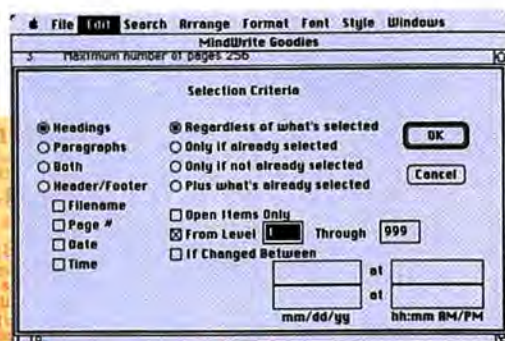 File Edit Search Arrange Format Font Style Windows
MindWrite Goodies
3. Maximum number of pages 256
Selection Criteria
Headings
Paragraphs
Both
Header/Footer
Filename
Page #
Date
Time
Regardless of what's selected
Only if already selected
Only if not already selected
Plus what's already selected
Open Items Only
From Level 1 Through 999
If Changed Between
at
at
mm/dd/yy hh:mm AM/PM
OK
Cancel